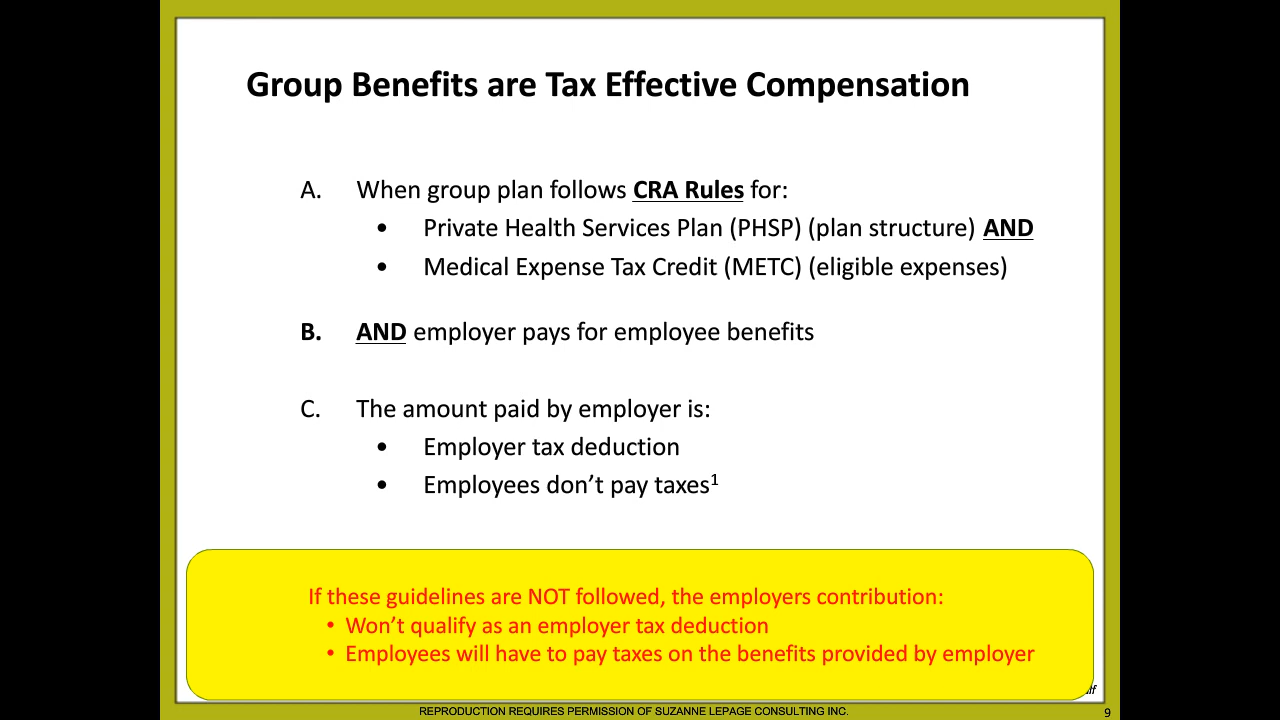 Group Benefits are Tax Effective Compensation
A. When group plan follows CRA Rules for:
• Private Health Services Plan (PHSP) (plan structure) AND
• Medical Expense Tax Credit (METC) (eligible expenses)
B. AND employer pays for employee benefits
C. The amount paid by employer is:
• Employer tax deduction
• Employees don’t pay taxes¹
If these guidelines are NOT followed, the employers contribution:
• Won’t qualify as an employer tax deduction
• Employees will have to pay taxes on the benefits provided by employer
REPRODUCTION REQUIRES PERMISSION OF SUZANNE LEPAGE CONSULTING INC.
9